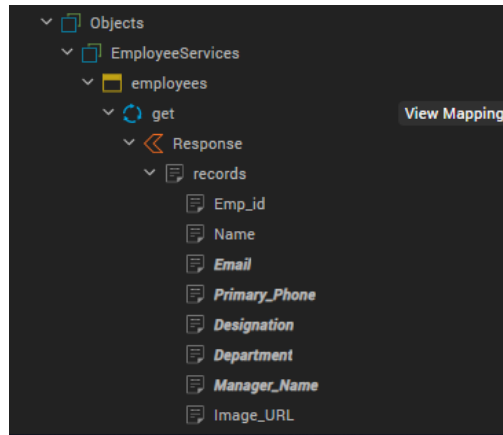 Objects
EmployeeServices
employees
get View Mapping
Response
records
Emp_id
Name
Email
Primary_Phone
Designation
Department
Manager_Name
Image_URL